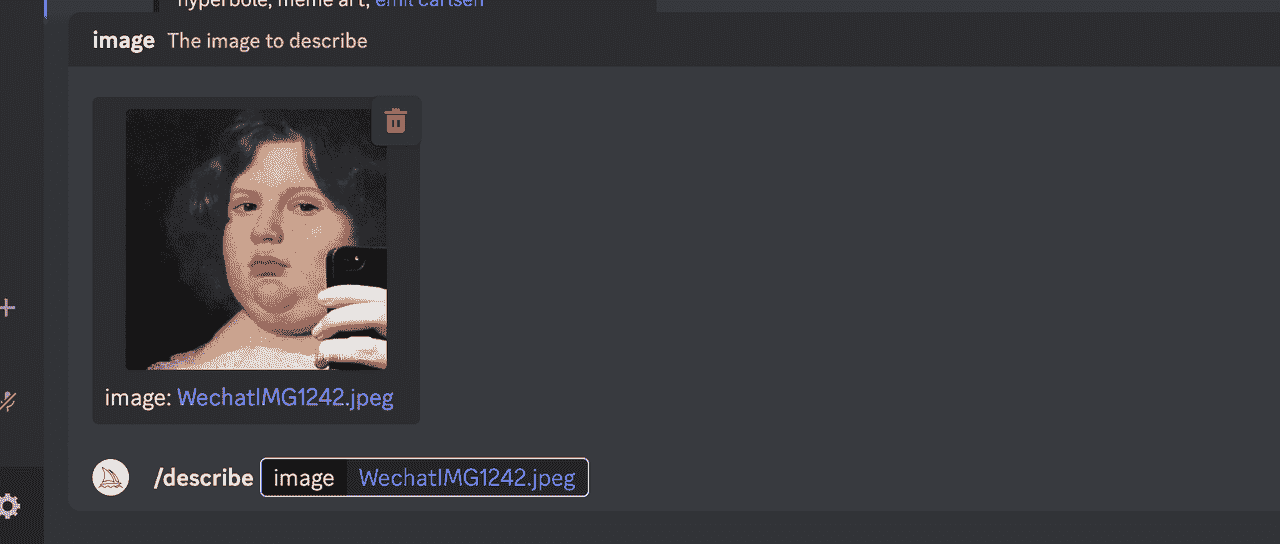 hyperbole, meme art, emil carlsen
image The image to describe
image: WechatIMG1242.jpeg
/describe image WechatIMG1242.jpeg